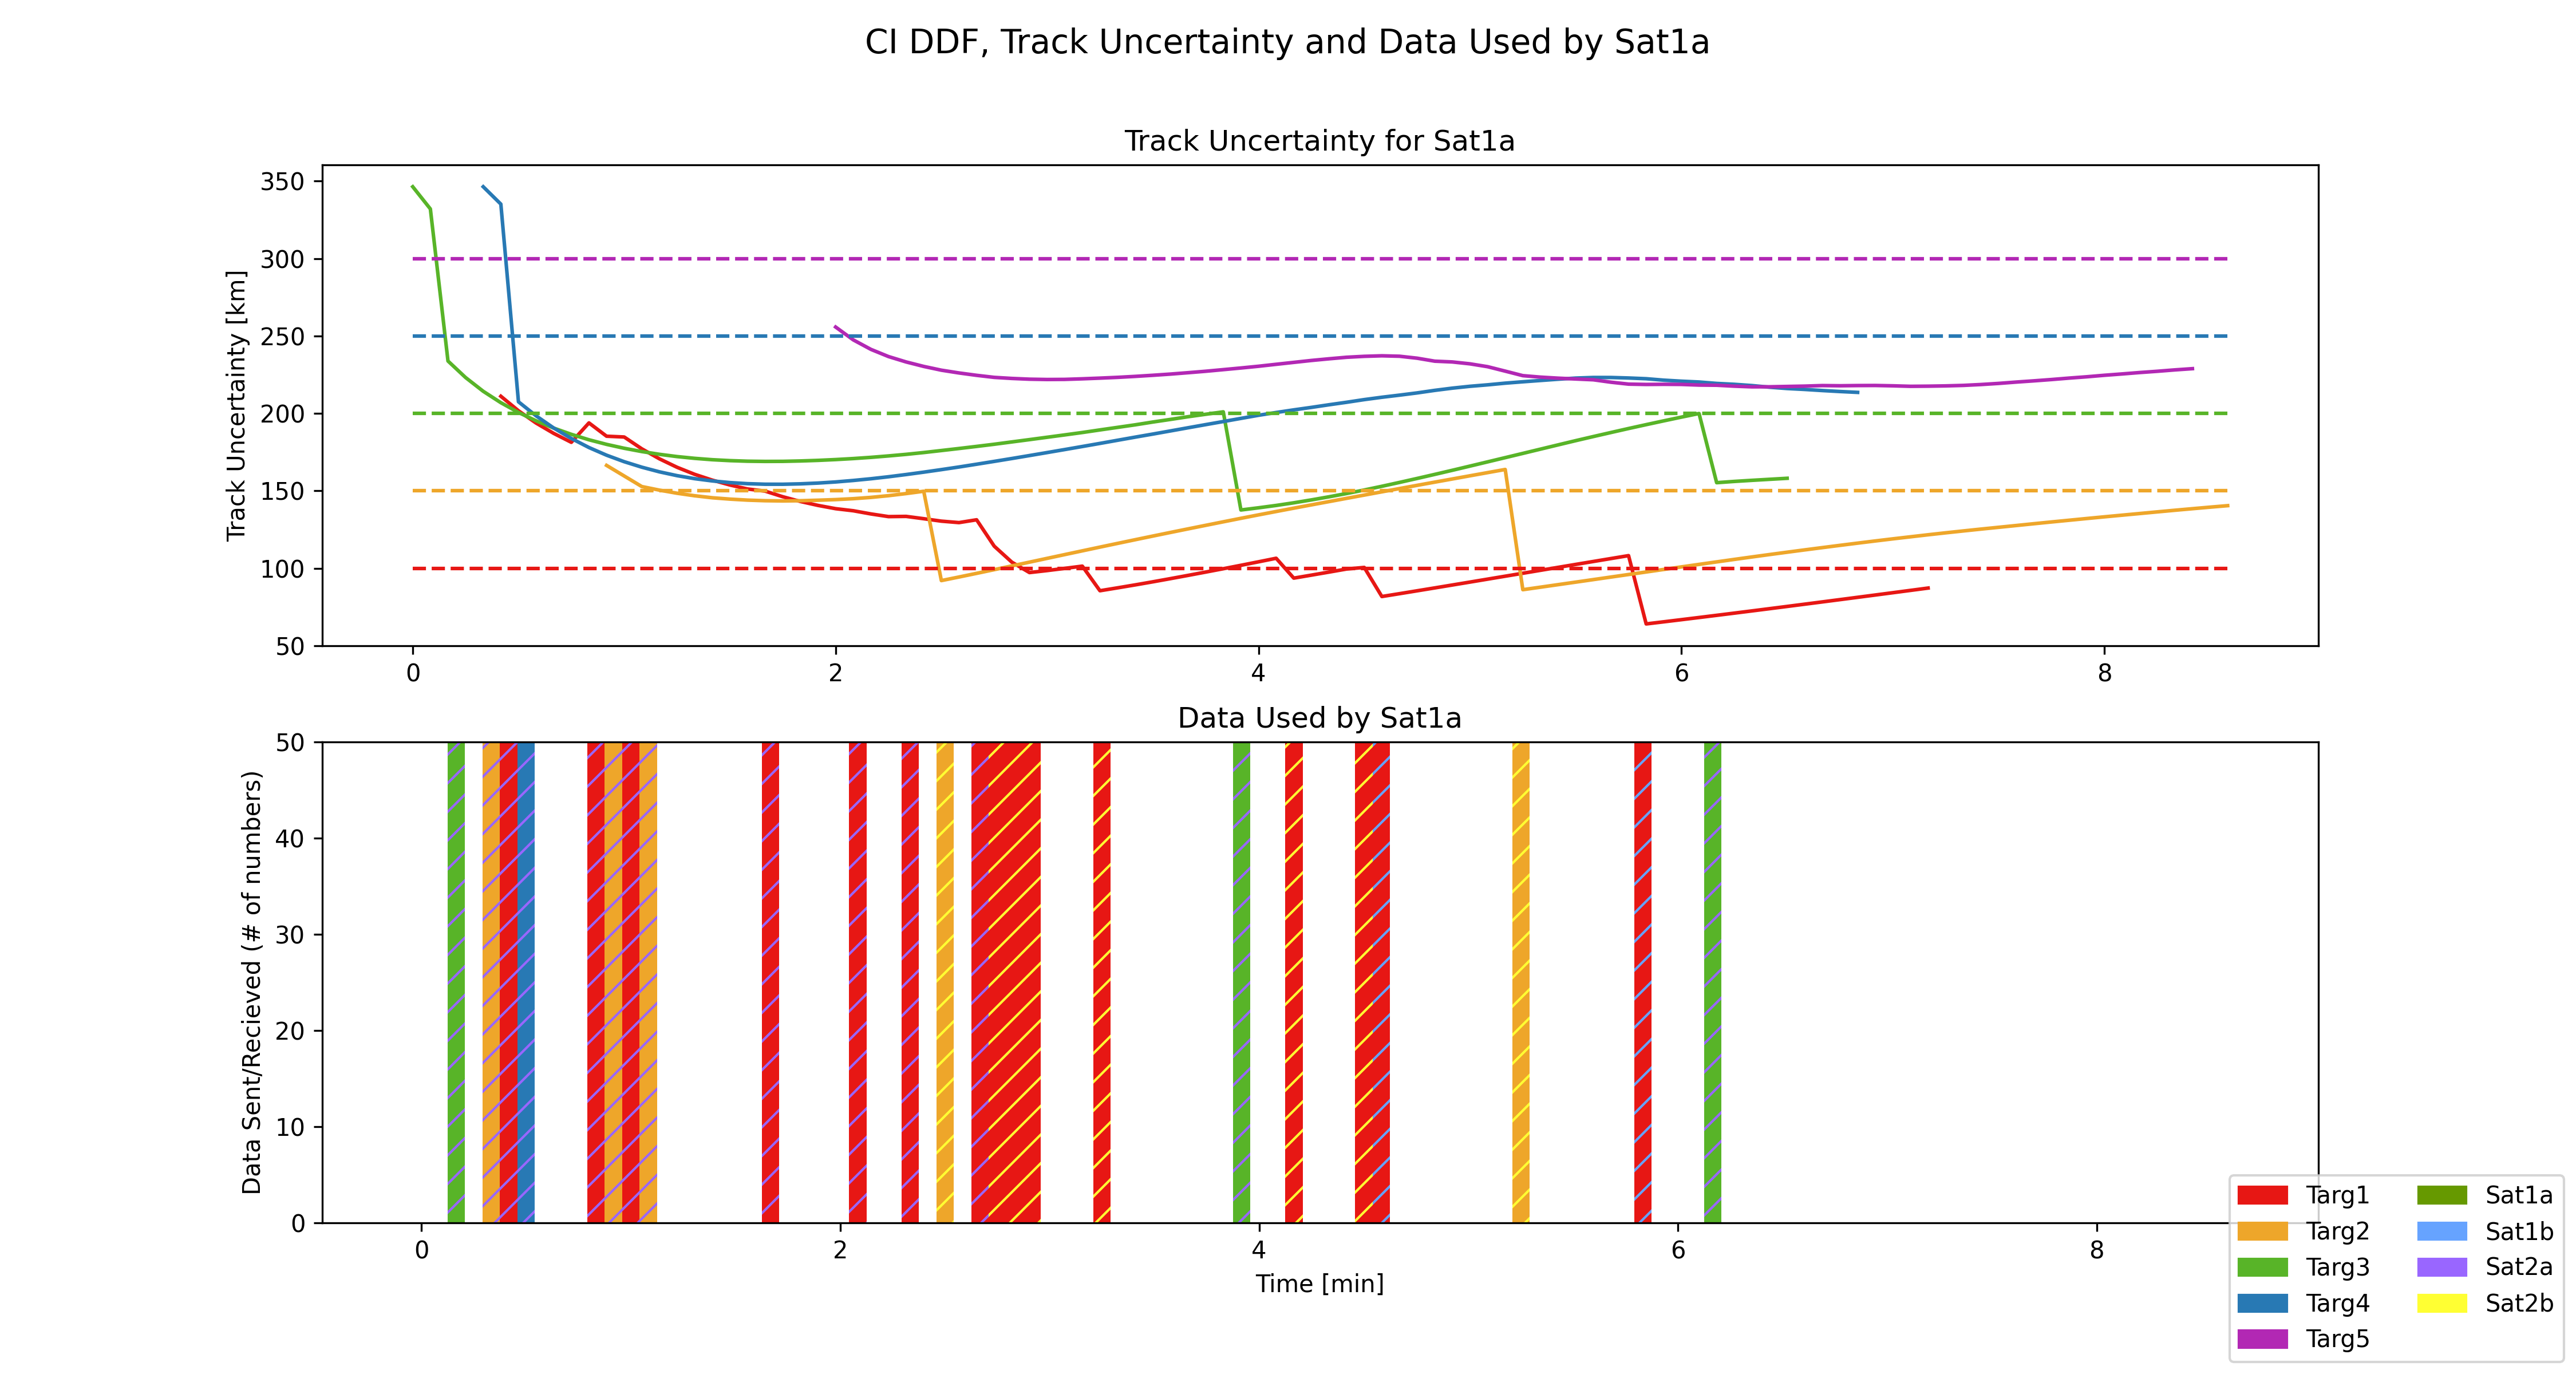 CI DDF, Track Uncertainty and Data Used by Sat1a
Track Uncertainty for Sat1a
Track Uncertainty [km]
350
300
250
200
150
100
50
0 2 4 6 8
Data Used by Sat1a
Data Sent/Recieved (# of numbers)
50
40
30
20
10
0
0 2 4 6 8
Time [min]
Targ1 Sat1a
Targ2 Sat1b
Targ3 Sat2a
Targ4 Sat2b
Targ5